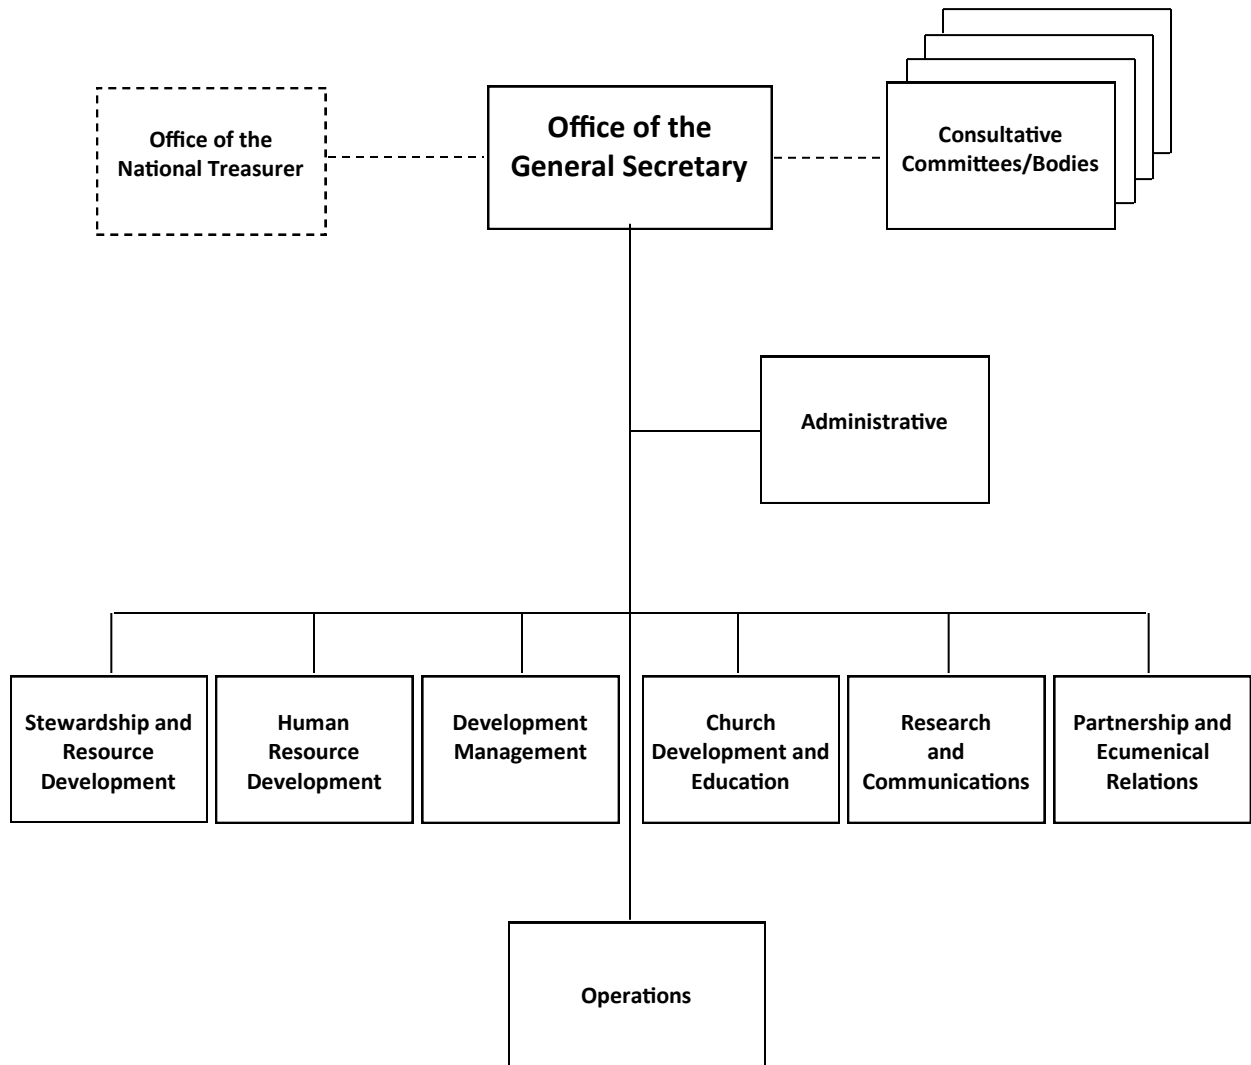 Office of the
National Treasurer
Office of the
General Secretary
Consultative
Committees/Bodies
Administrative
Stewardship and
Resource
Development
Human
Resource
Development
Development
Management
Church
Development and
Education
Research
and
Communications
Partnership and
Ecumenical
Relations
Operations